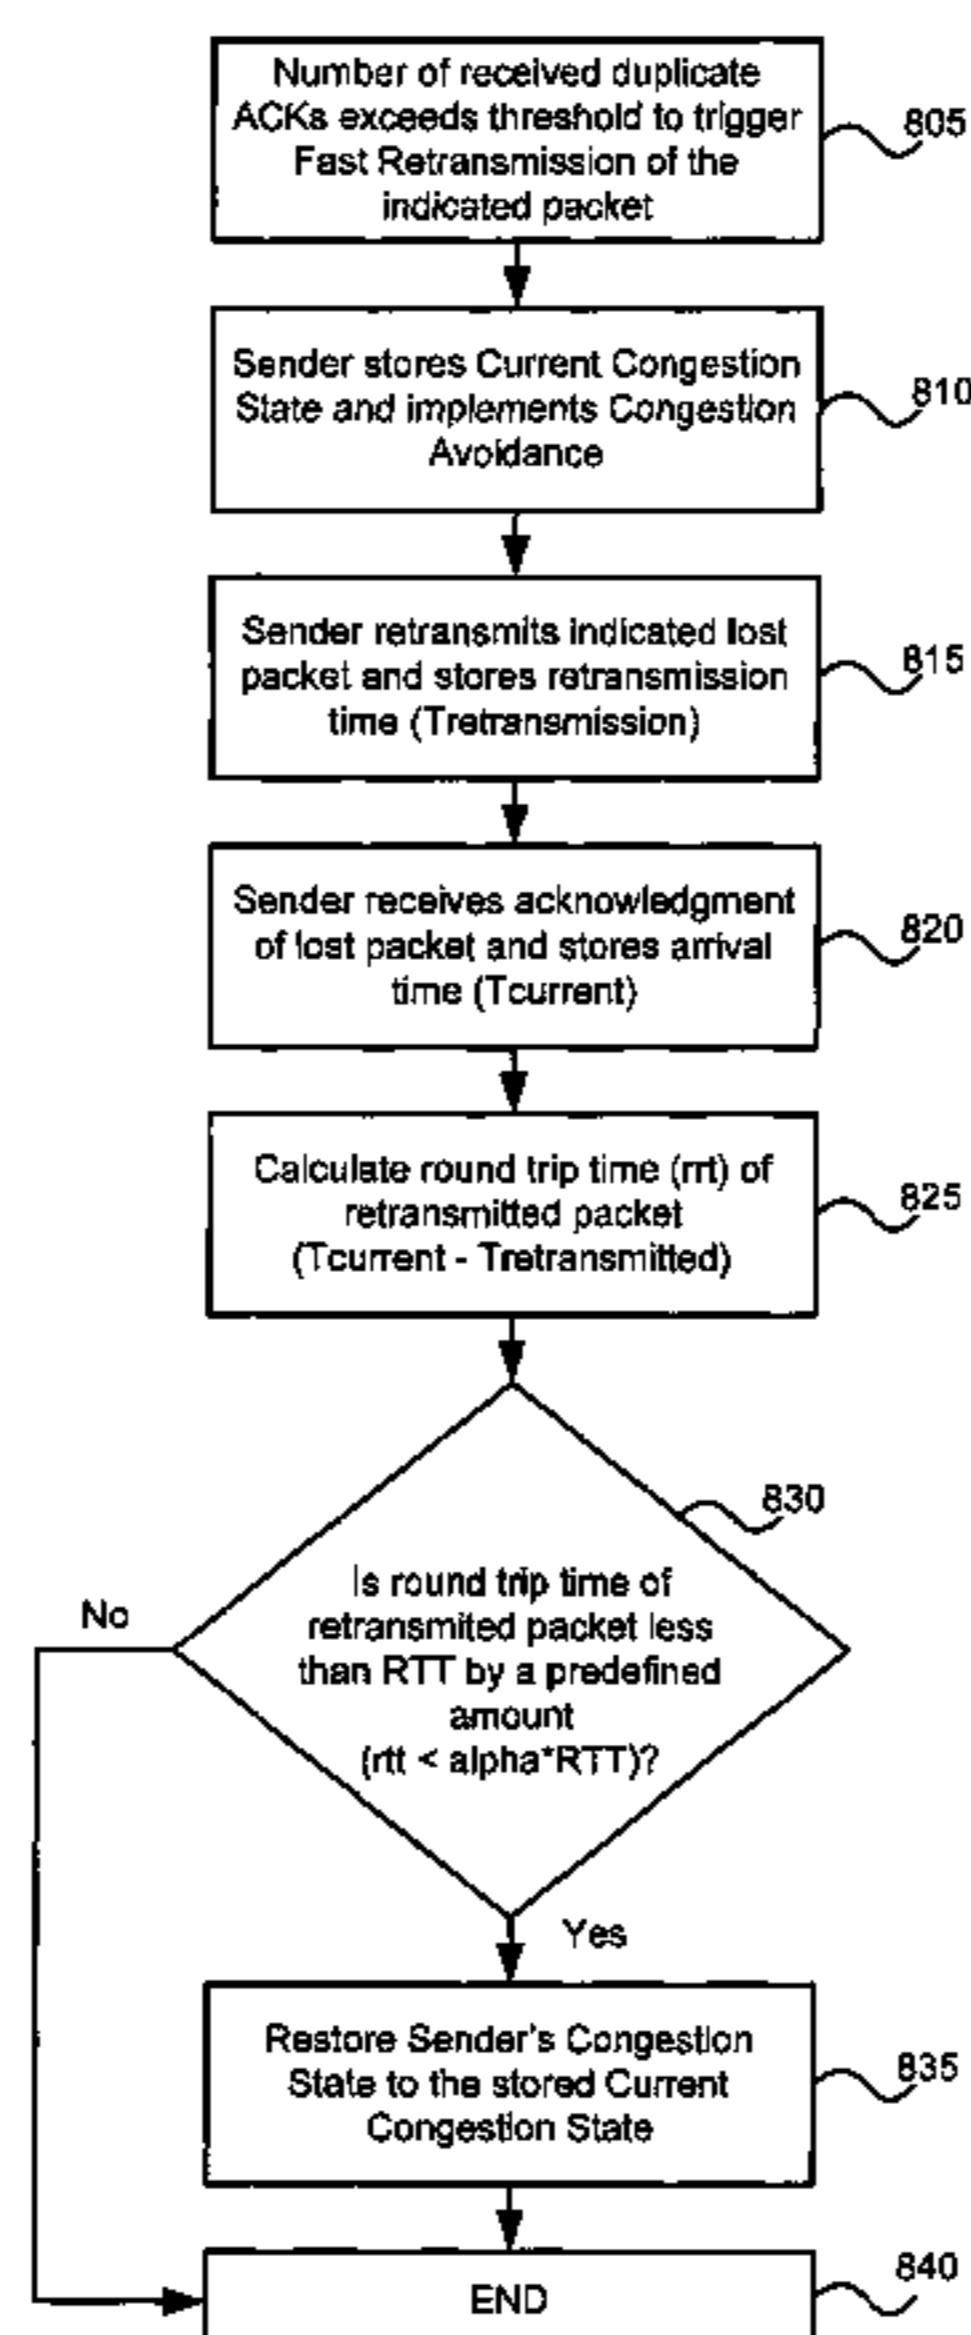 Number of received duplicate
ACKs exceeds threshold to trigger
Fast Retransmission of the
indicated packet
805
Sender stores Current Congestion
State and implements Congestion
Avoidance
810
Sender retransmits indicated lost
packet and stores retransmission
time (Tretransmission)
815
Sender receives acknowledgment
of lost packet and stores arrival
time (Tcurrent)
820
Calculate round trip time (rrt) of
retransmitted packet
(Tcurrent - Tretransmitted)
825
830
Is round trip time of
retransmited packet less
than RTT by a predefined
amount
(rtt < alpha*RTT)?
No
Yes
Restore Sender's Congestion
State to the stored Current
Congestion State
835
END
840